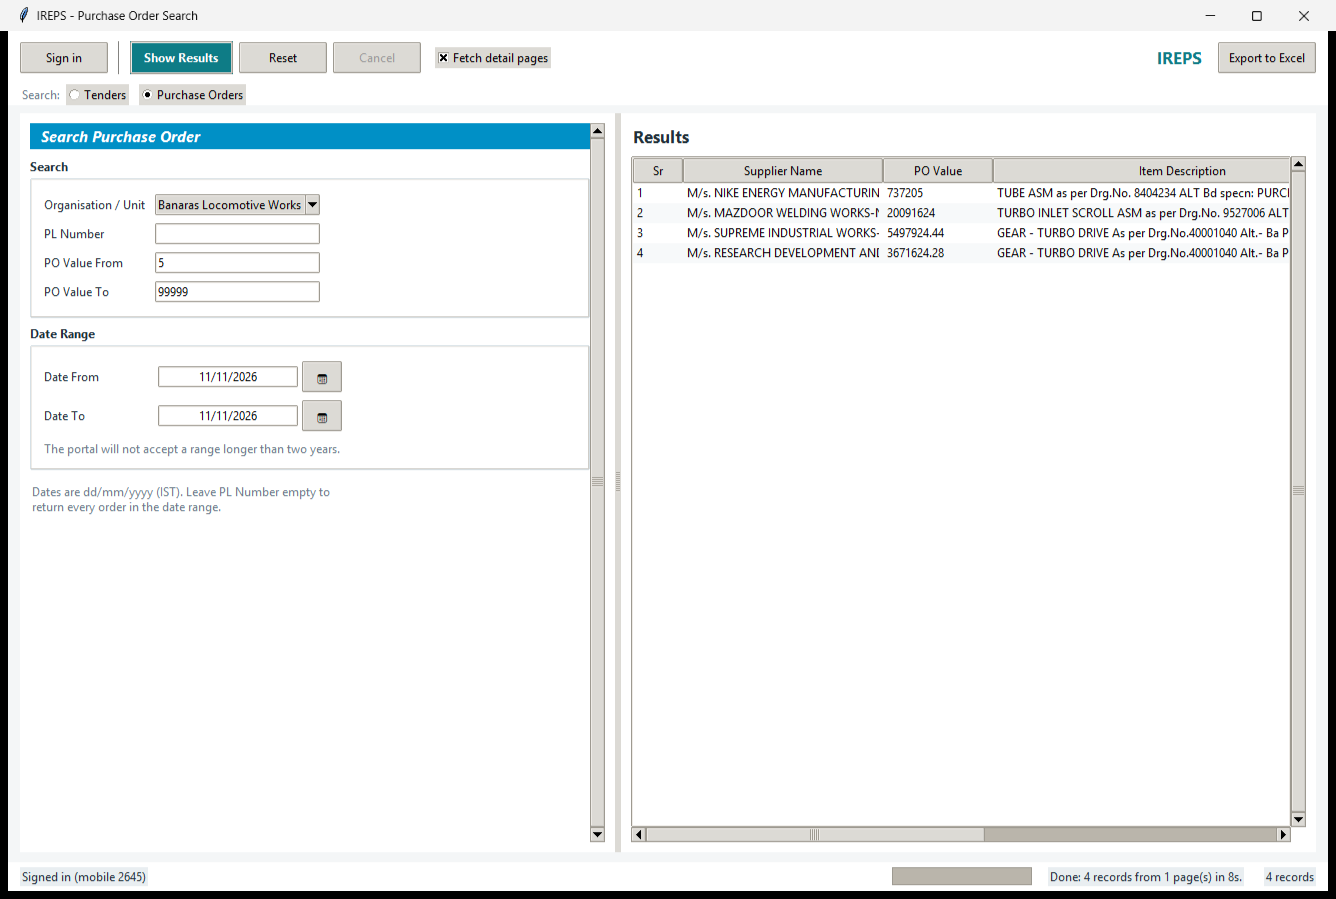 IREPS - Purchase Order Search
Sign in
Show Results
Reset
Cancel
Fetch detail pages
IREPS
Export to Excel
Search:
Tenders
Purchase Orders
Search Purchase Order
Search
Organisation / Unit
Banaras Locomotive Works
PL Number
PO Value From
5
PO Value To
99999
Date Range
Date From
11/11/2026
Date To
11/11/2026
The portal will not accept a range longer than two years.
Dates are dd/mm/yyyy (IST). Leave PL Number empty to
return every order in the date range.
Results
Sr Supplier Name PO Value Item Description
1 M/s. NIKE ENERGY MANUFACTURIN 737205 TUBE ASM as per Drg.No. 8404234 ALT Bd specn: PURCI
2 M/s. MAZDOOR WELDING WORKS- 20091624 TURBO INLET SCROLL ASM as per Drg.No. 9527006 ALT
3 M/s. SUPREME INDUSTRIAL WORKS- 5497924.44 GEAR - TURBO DRIVE As per Drg.No.40001040 Alt.- Ba P
4 M/s. RESEARCH DEVELOPMENT AN 3671624.28 GEAR - TURBO DRIVE As per Drg.No.40001040 Alt.- Ba P
Signed in (mobile 2645)
Done: 4 records from 1 page(s) in 8s.
4 records